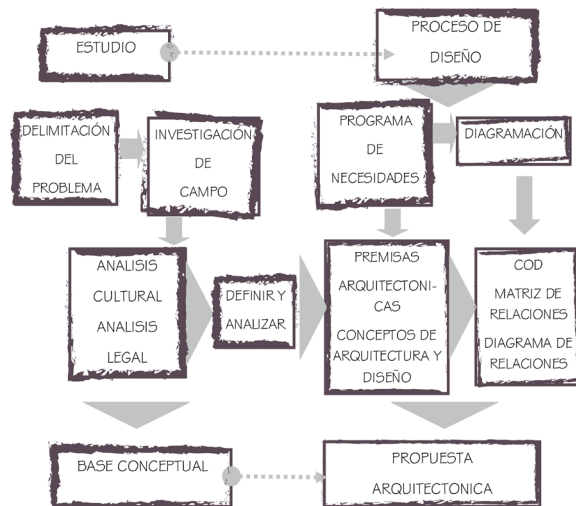 ESTUDIO
PROCESO DE
DISEÑO
DELIMITACIÓN
DEL
PROBLEMA
INVESTIGACIÓN
DE
CAMPO
PROGRAMA
DE
NECESIDADES
DIAGRAMACIÓN
ANALISIS
CULTURAL
ANALISIS
LEGAL
DEFINIR Y
ANALIZAR
PREMISAS
ARQUITECTONI-
CAS
CONCEPTOS DE
ARQUITECTURA Y
DISEÑO
COD
MATRIZ DE
RELACIONES
DIAGRAMA DE
RELACIONES
BASE CONCEPTUAL
PROPUESTA
ARQUITECTONICA